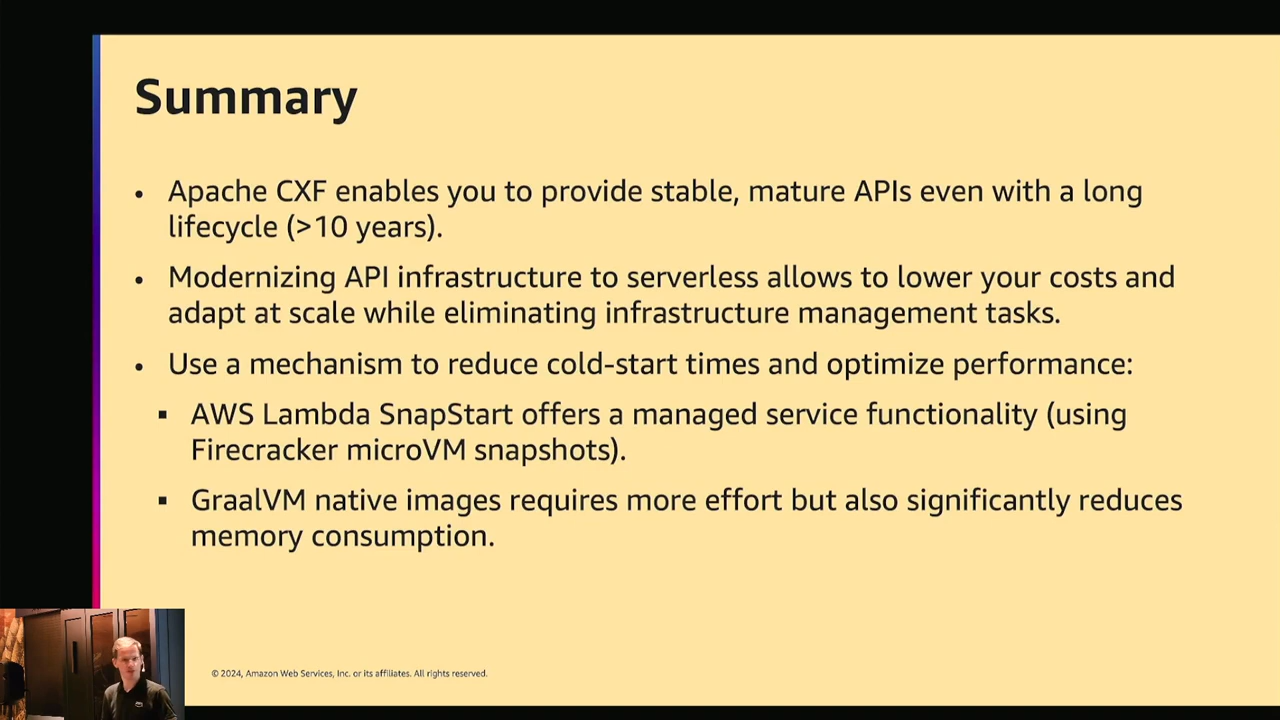 Summary
• Apache CXF enables you to provide stable, mature APIs even with a long
lifecycle (>10 years).
• Modernizing API infrastructure to serverless allows to lower your costs and
adapt at scale while eliminating infrastructure management tasks.
• Use a mechanism to reduce cold-start times and optimize performance:
▪ AWS Lambda SnapStart offers a managed service functionality (using
Firecracker microVM snapshots).
▪ GraalVM native images requires more effort but also significantly reduces
memory consumption.
© 2024, Amazon Web Services, Inc. or its affiliates. All rights reserved.